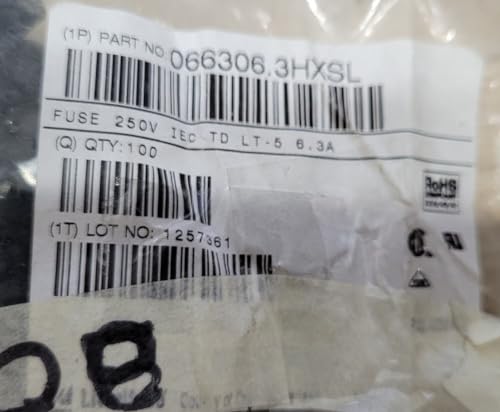 (1P) PART NO: 066306.3HXSL
FUSE 250V IEC TD LT-5 6.3A
(Q) QTY:100
RoHS
(1T) LOT NO: 1257361